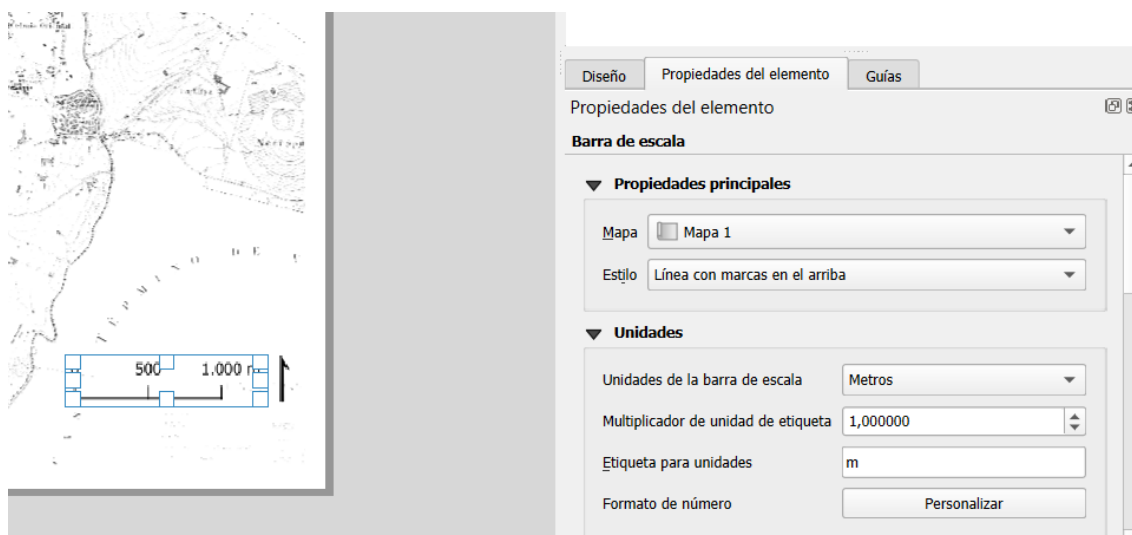 Diseño
Propiedades del elemento
Guías
Propiedades del elemento
Barra de escala
Propiedades principales
Mapa
Mapa 1
Estilo
Línea con marcas en el arriba
Unidades
Unidades de la barra de escala
Metros
Multiplicador de unidad de etiqueta
1,000000
Etiqueta para unidades
m
Formato de número
Personalizar
TÉRMINO DE
500
1.000